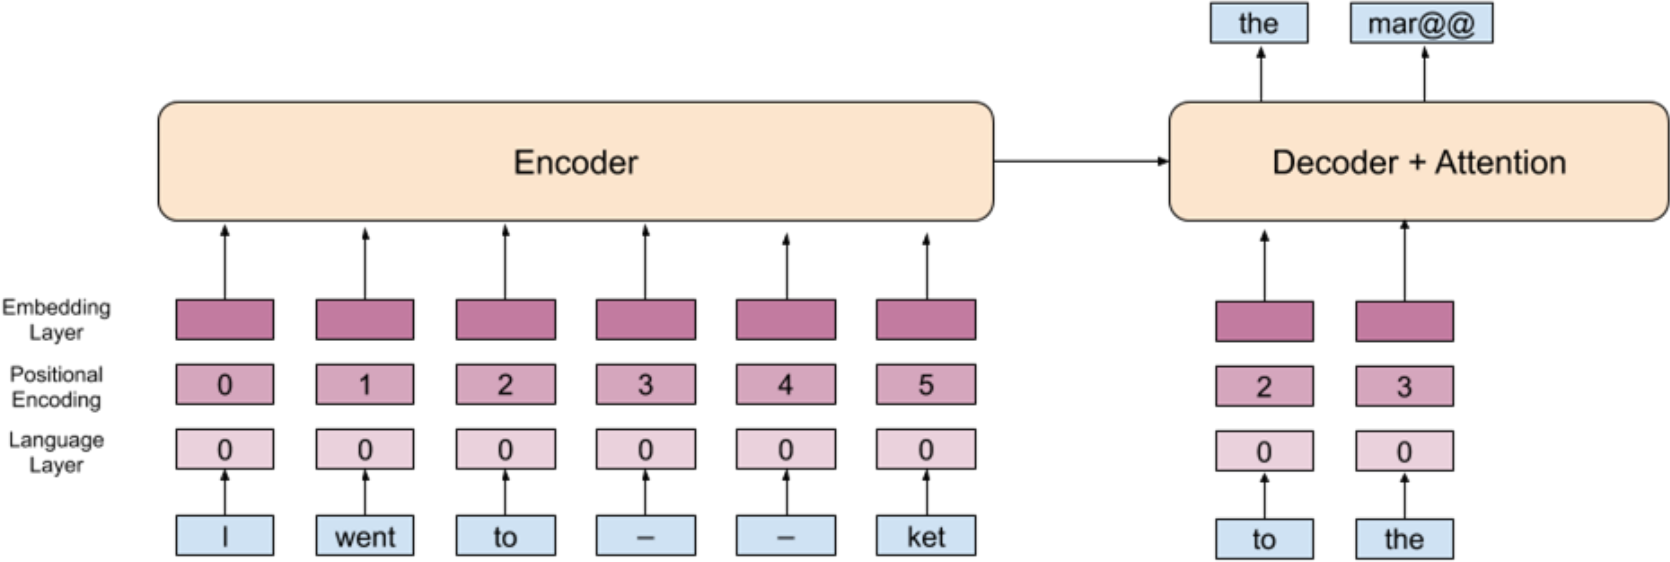 the mar@@
Encoder
Decoder + Attention
Embedding
Layer
Positional
Encoding
0 1 2 3 4 5 2 3
Language
Layer
0 0 0 0 0 0 0 0
I went to – – ket to the